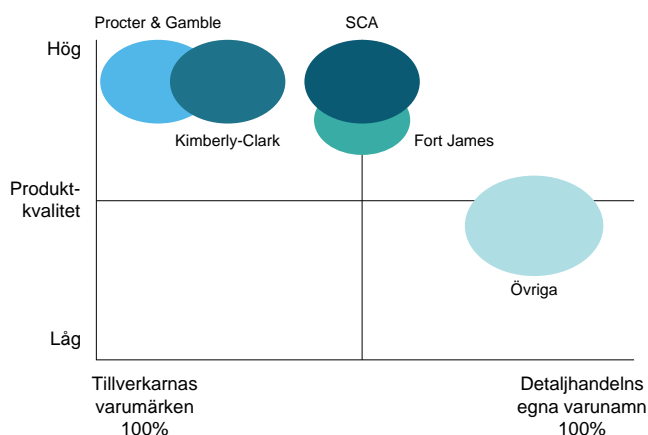 Procter & Gamble
SCA
Hög
Kimberly-Clark
Fort James
Produkt-
kvalitet
Övriga
Låg
Tillverkarnas
varumärken
100%
Detaljhandelns
egna varunamn
100%